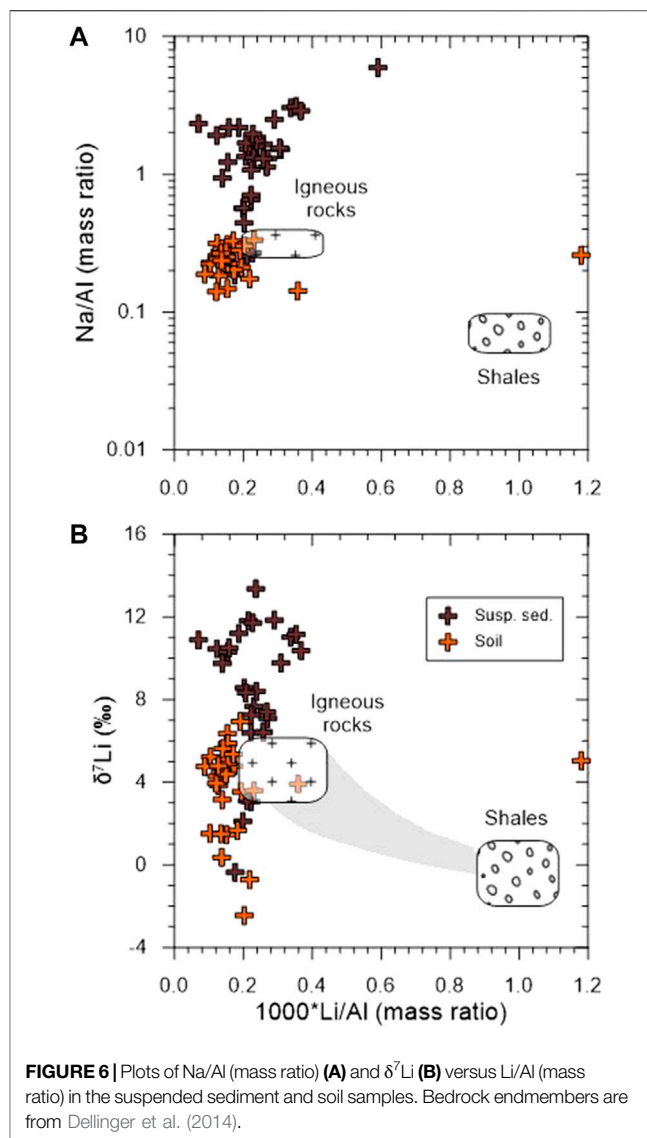 A
10
1
0.1
0.01
Na/Al (mass ratio)
Igneous
rocks
Shales
0.0 0.2 0.4 0.6 0.8 1.0 1.2
B
16
12
8
4
0
-4
δ⁷Li (‰)
Susp. sed.
Soil
Igneous
rocks
Shales
0.0 0.2 0.4 0.6 0.8 1.0 1.2
1000*Li/Al (mass ratio)
FIGURE 6 | Plots of Na/Al (mass ratio) (A) and δ⁷Li (B) versus Li/Al (mass
ratio) in the suspended sediment and soil samples. Bedrock endmembers are
from Dellinger et al. (2014).